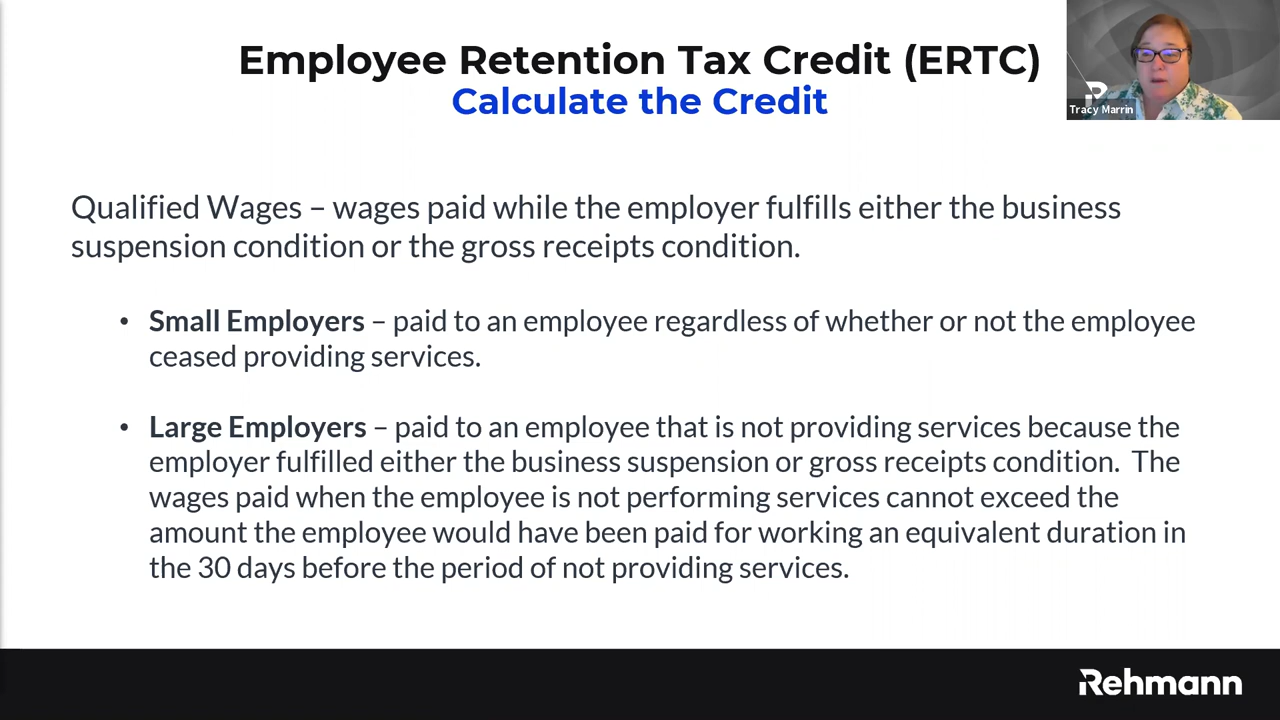 Employee Retention Tax Credit (ERTC)
Calculate the Credit
Tracy Marrin
Qualified Wages – wages paid while the employer fulfills either the business
suspension condition or the gross receipts condition.
• Small Employers – paid to an employee regardless of whether or not the employee
ceased providing services.
• Large Employers – paid to an employee that is not providing services because the
employer fulfilled either the business suspension or gross receipts condition. The
wages paid when the employee is not performing services cannot exceed the
amount the employee would have been paid for working an equivalent duration in
the 30 days before the period of not providing services.
Rehmann